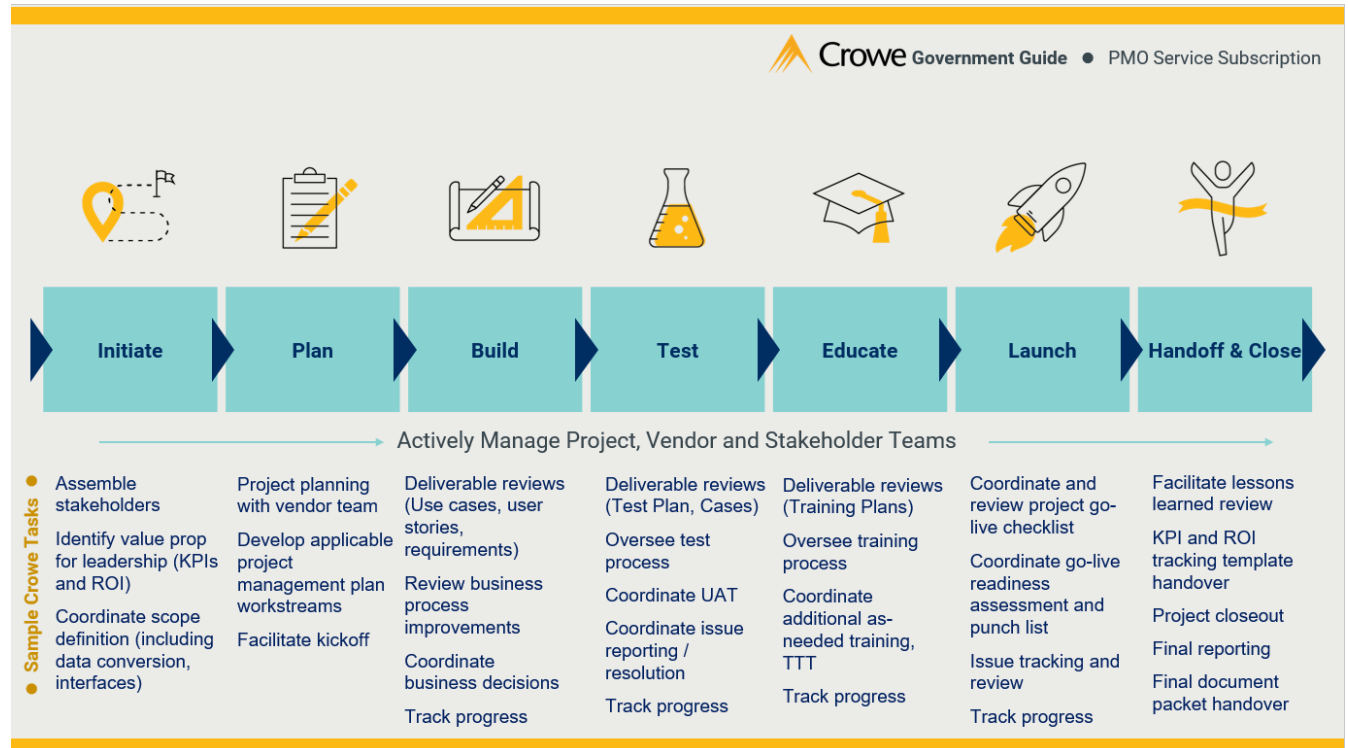 Crowe Government Guide ● PMO Service Subscription
Initiate
Plan
Build
Test
Educate
Launch
Handoff & Close
Actively Manage Project, Vendor and Stakeholder Teams
Sample Crowe Tasks
Assemble
stakeholders
Identify value prop
for leadership (KPIs
and ROI)
Coordinate scope
definition (including
data conversion,
interfaces)
Project planning
with vendor team
Develop applicable
project
management plan
workstreams
Facilitate kickoff
Deliverable reviews
(Use cases, user
stories,
requirements)
Review business
process
improvements
Coordinate
business decisions
Track progress
Deliverable reviews
(Test Plan, Cases)
Oversee test
process
Coordinate UAT
Coordinate issue
reporting /
resolution
Track progress
Deliverable reviews
(Training Plans)
Oversee training
process
Coordinate
additional as-
needed training,
TTT
Track progress
Coordinate and
review project go-
live checklist
Coordinate go-live
readiness
assessment and
punch list
Issue tracking and
review
Track progress
Facilitate lessons
learned review
KPI and ROI
tracking template
handover
Project closeout
Final reporting
Final document
packet handover